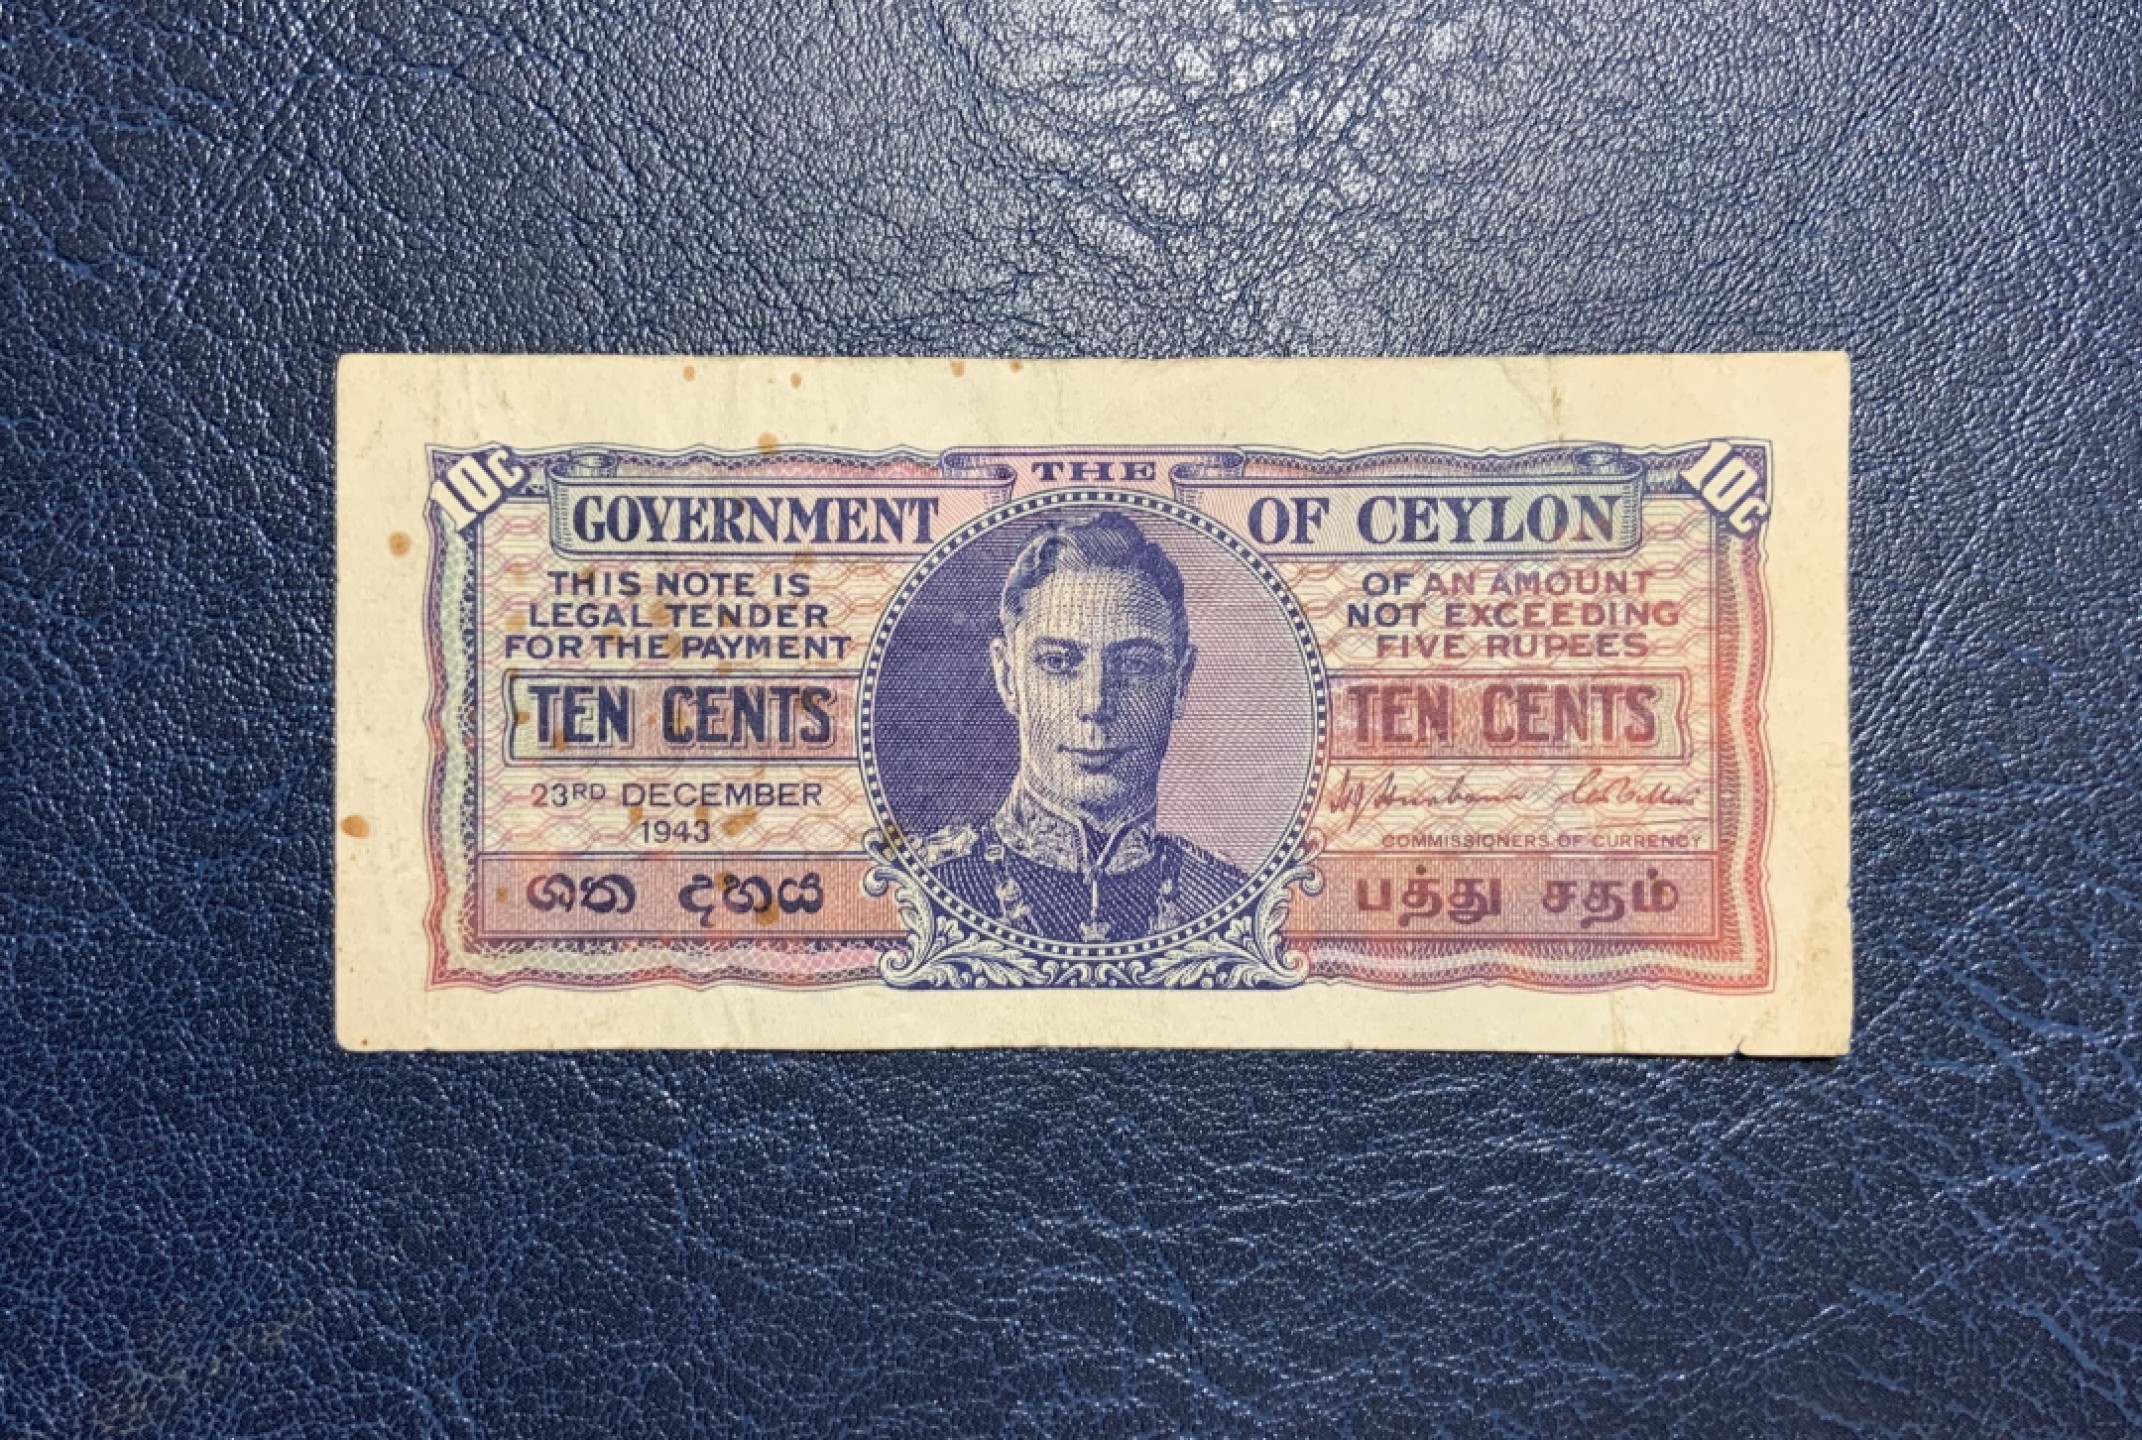 10c
10c
THE
GOVERNMENT OF CEYLON
THIS NOTE IS
LEGAL TENDER
FOR THE PAYMENT
OF AN AMOUNT
NOT EXCEEDING
FIVE RUPEES
TEN CENTS
TEN CENTS
23RD DECEMBER
1943
COMMISSIONERS OF CURRENCY
ශත දහය
பத்து சதம்